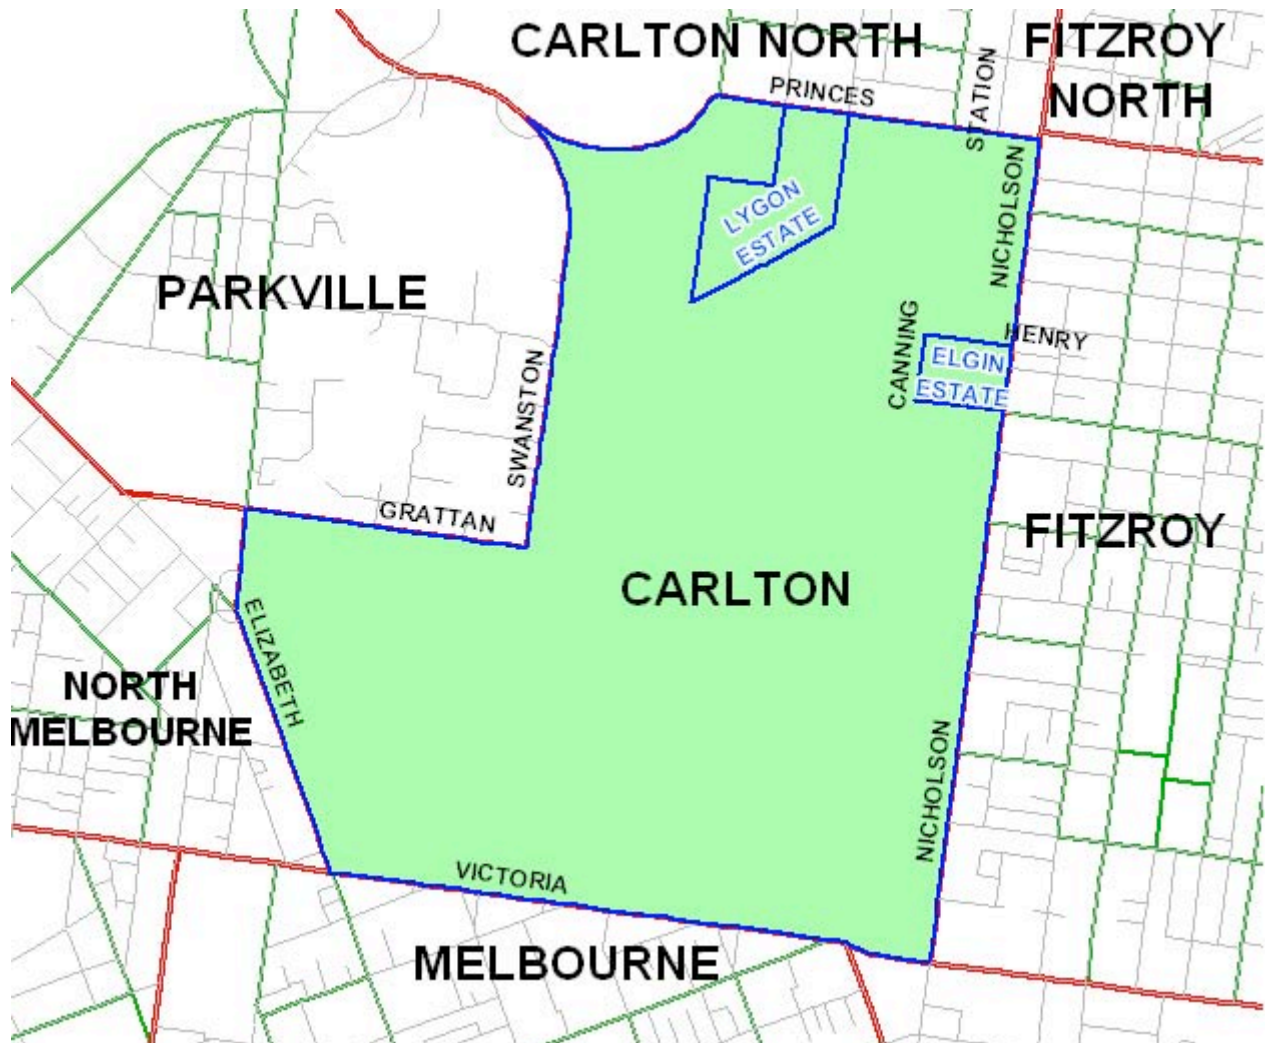 CARLTON NORTH
FITZROY
NORTH
PRINCES
STATION
NICHOLSON
LYGON
ESTATE
PARKVILLE
CANNING
HENRY
ELGIN
ESTATE
SWANSTON
GRATTAN
FITZROY
CARLTON
ELIZABETH
NORTH
MELBOURNE
NICHOLSON
VICTORIA
MELBOURNE